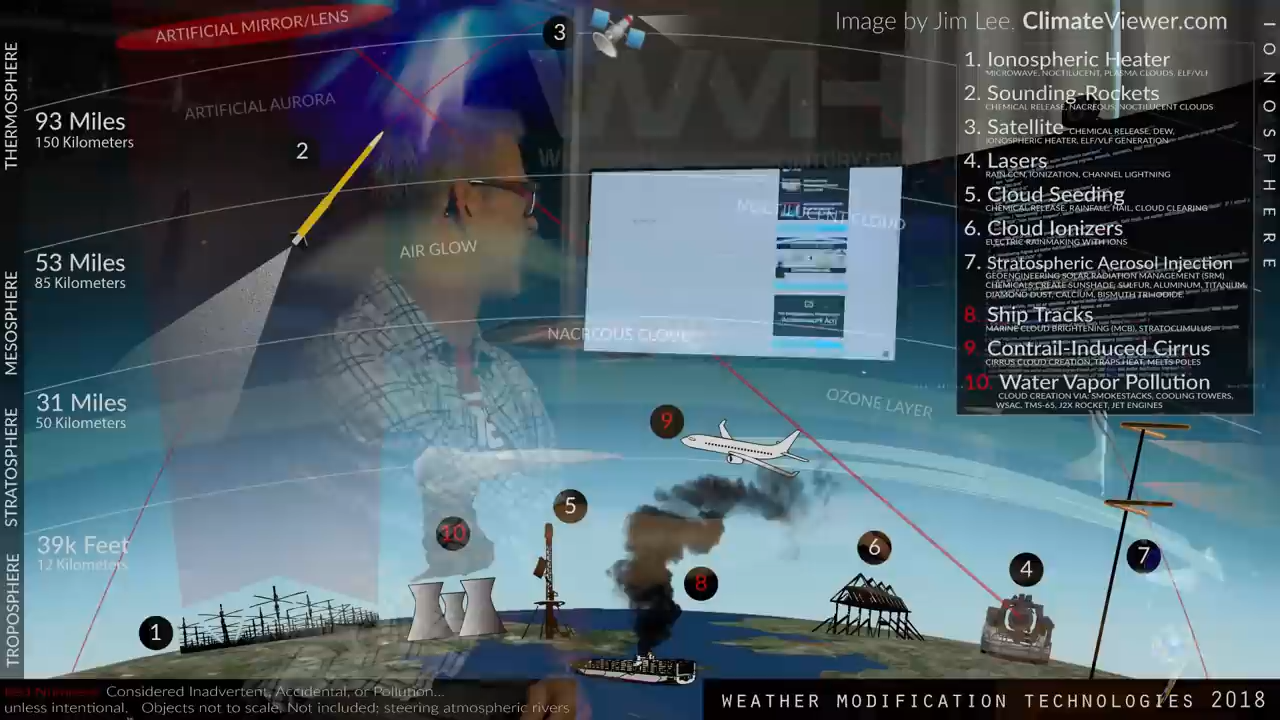 Image by Jim Lee. ClimateViewer.com
ARTIFICIAL MIRROR/LENS
3
THERMOSPHERE
IONOSPHERE
ARTIFICIAL AURORA
93 Miles
150 Kilometers
2
1. Ionospheric Heater
MICROWAVE, NOCTILUCENT, PLASMA CLOUDS, ELF/VLF
2. Sounding-Rockets
CHEMICAL RELEASE, NACREOUS, NOCTILUCENT CLOUDS
3. Satellite CHEMICAL RELEASE, DEW,
IONOSPHERIC HEATER, ELF/VLF GENERATION
4. Lasers
RAIN CCN, IONIZATION, CHANNEL LIGHTNING
5. Cloud Seeding
CHEMICAL RELEASE, RAINFALL, HAIL, CLOUD CLEARING
6. Cloud Ionizers
ELECTRIC RAINMAKING WITH IONS
7. Stratospheric Aerosol Injection
GEOENGINEERING SOLAR RADIATION MANAGEMENT (SRM)
CHEMICALS CREATE SUNSHADE; SULFUR, ALUMINUM, TITANIUM,
DIAMOND DUST, CALCIUM, BISMUTH TRI-IODIDE
8. Ship Tracks
MARINE CLOUD BRIGHTENING (MCB), STRATOCUMULUS
9. Contrail-Induced Cirrus
CIRRUS CLOUD CREATION, TRAPS HEAT, MELTS POLES
10. Water Vapor Pollution
CLOUD CREATION VIA: SMOKESTACKS, COOLING TOWERS,
WSAC, TMS-65, J2X ROCKET, JET ENGINES
AIR GLOW
53 Miles
85 Kilometers
MESOSPHERE
31 Miles
50 Kilometers
OZONE LAYER
9
STRATOSPHERE
5
10
6
7
4
8
39k Feet
12 Kilometers
TROPOSPHERE
1
Considered Inadvertent, Accidental, or Pollution...
unless intentional. Objects not to scale. Not included; steering atmospheric rivers
WEATHER MODIFICATION TECHNOLOGIES 2018